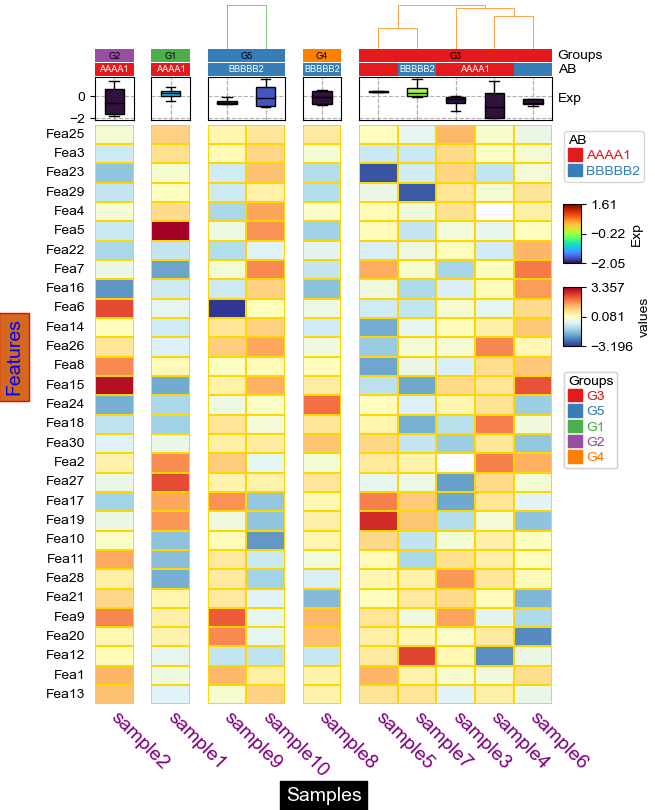 G2 G1 G5 G4 G3 Groups
AAAA1 AAAA1 BBBBB2 BBBBB2 BBBBB2 AAAA1 AB
0
−2
Exp
Fea25
Fea3
Fea23
Fea29
Fea4
Fea5
Fea22
Fea7
Fea16
Fea6
Fea14
Fea26
Fea8
Fea15
Fea24
Fea18
Fea30
Fea2
Fea27
Fea17
Fea19
Fea10
Fea11
Fea28
Fea21
Fea9
Fea20
Fea12
Fea1
Fea13
Features
sample2 sample1 sample9 sample10 sample8 sample5 sample7 sample3 sample4 sample6
Samples
AB
AAAA1
BBBBB2
1.61
−0.22
−2.05
Exp
3.357
0.081
−3.196
values
Groups
G3
G5
G1
G2
G4